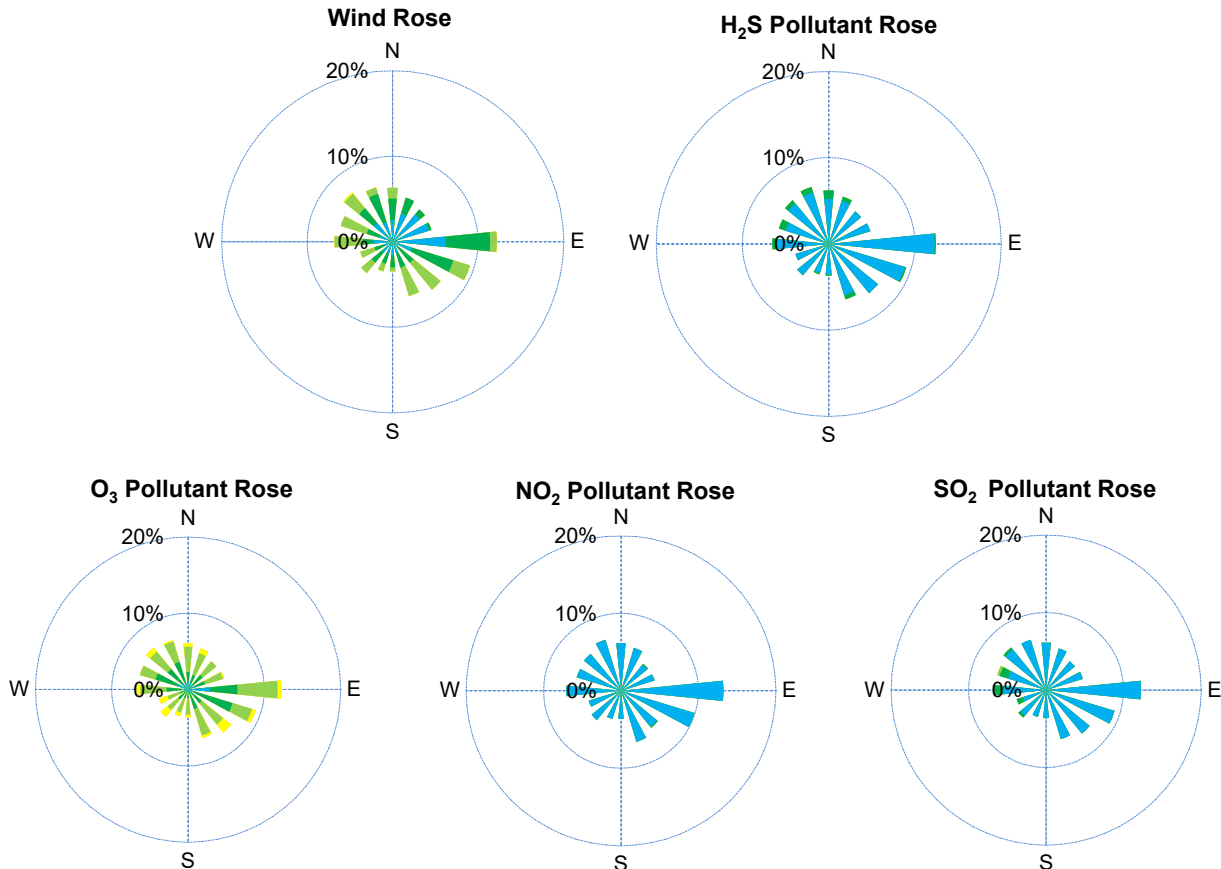 Wind Rose
N
20%
10%
W
0%
E
S
H₂S Pollutant Rose
N
20%
10%
W
0%
E
S
O₃ Pollutant Rose
N
20%
10%
W
0%
E
S
NO₂ Pollutant Rose
N
20%
10%
W
0%
E
S
SO₂ Pollutant Rose
N
20%
10%
W
0%
E
S